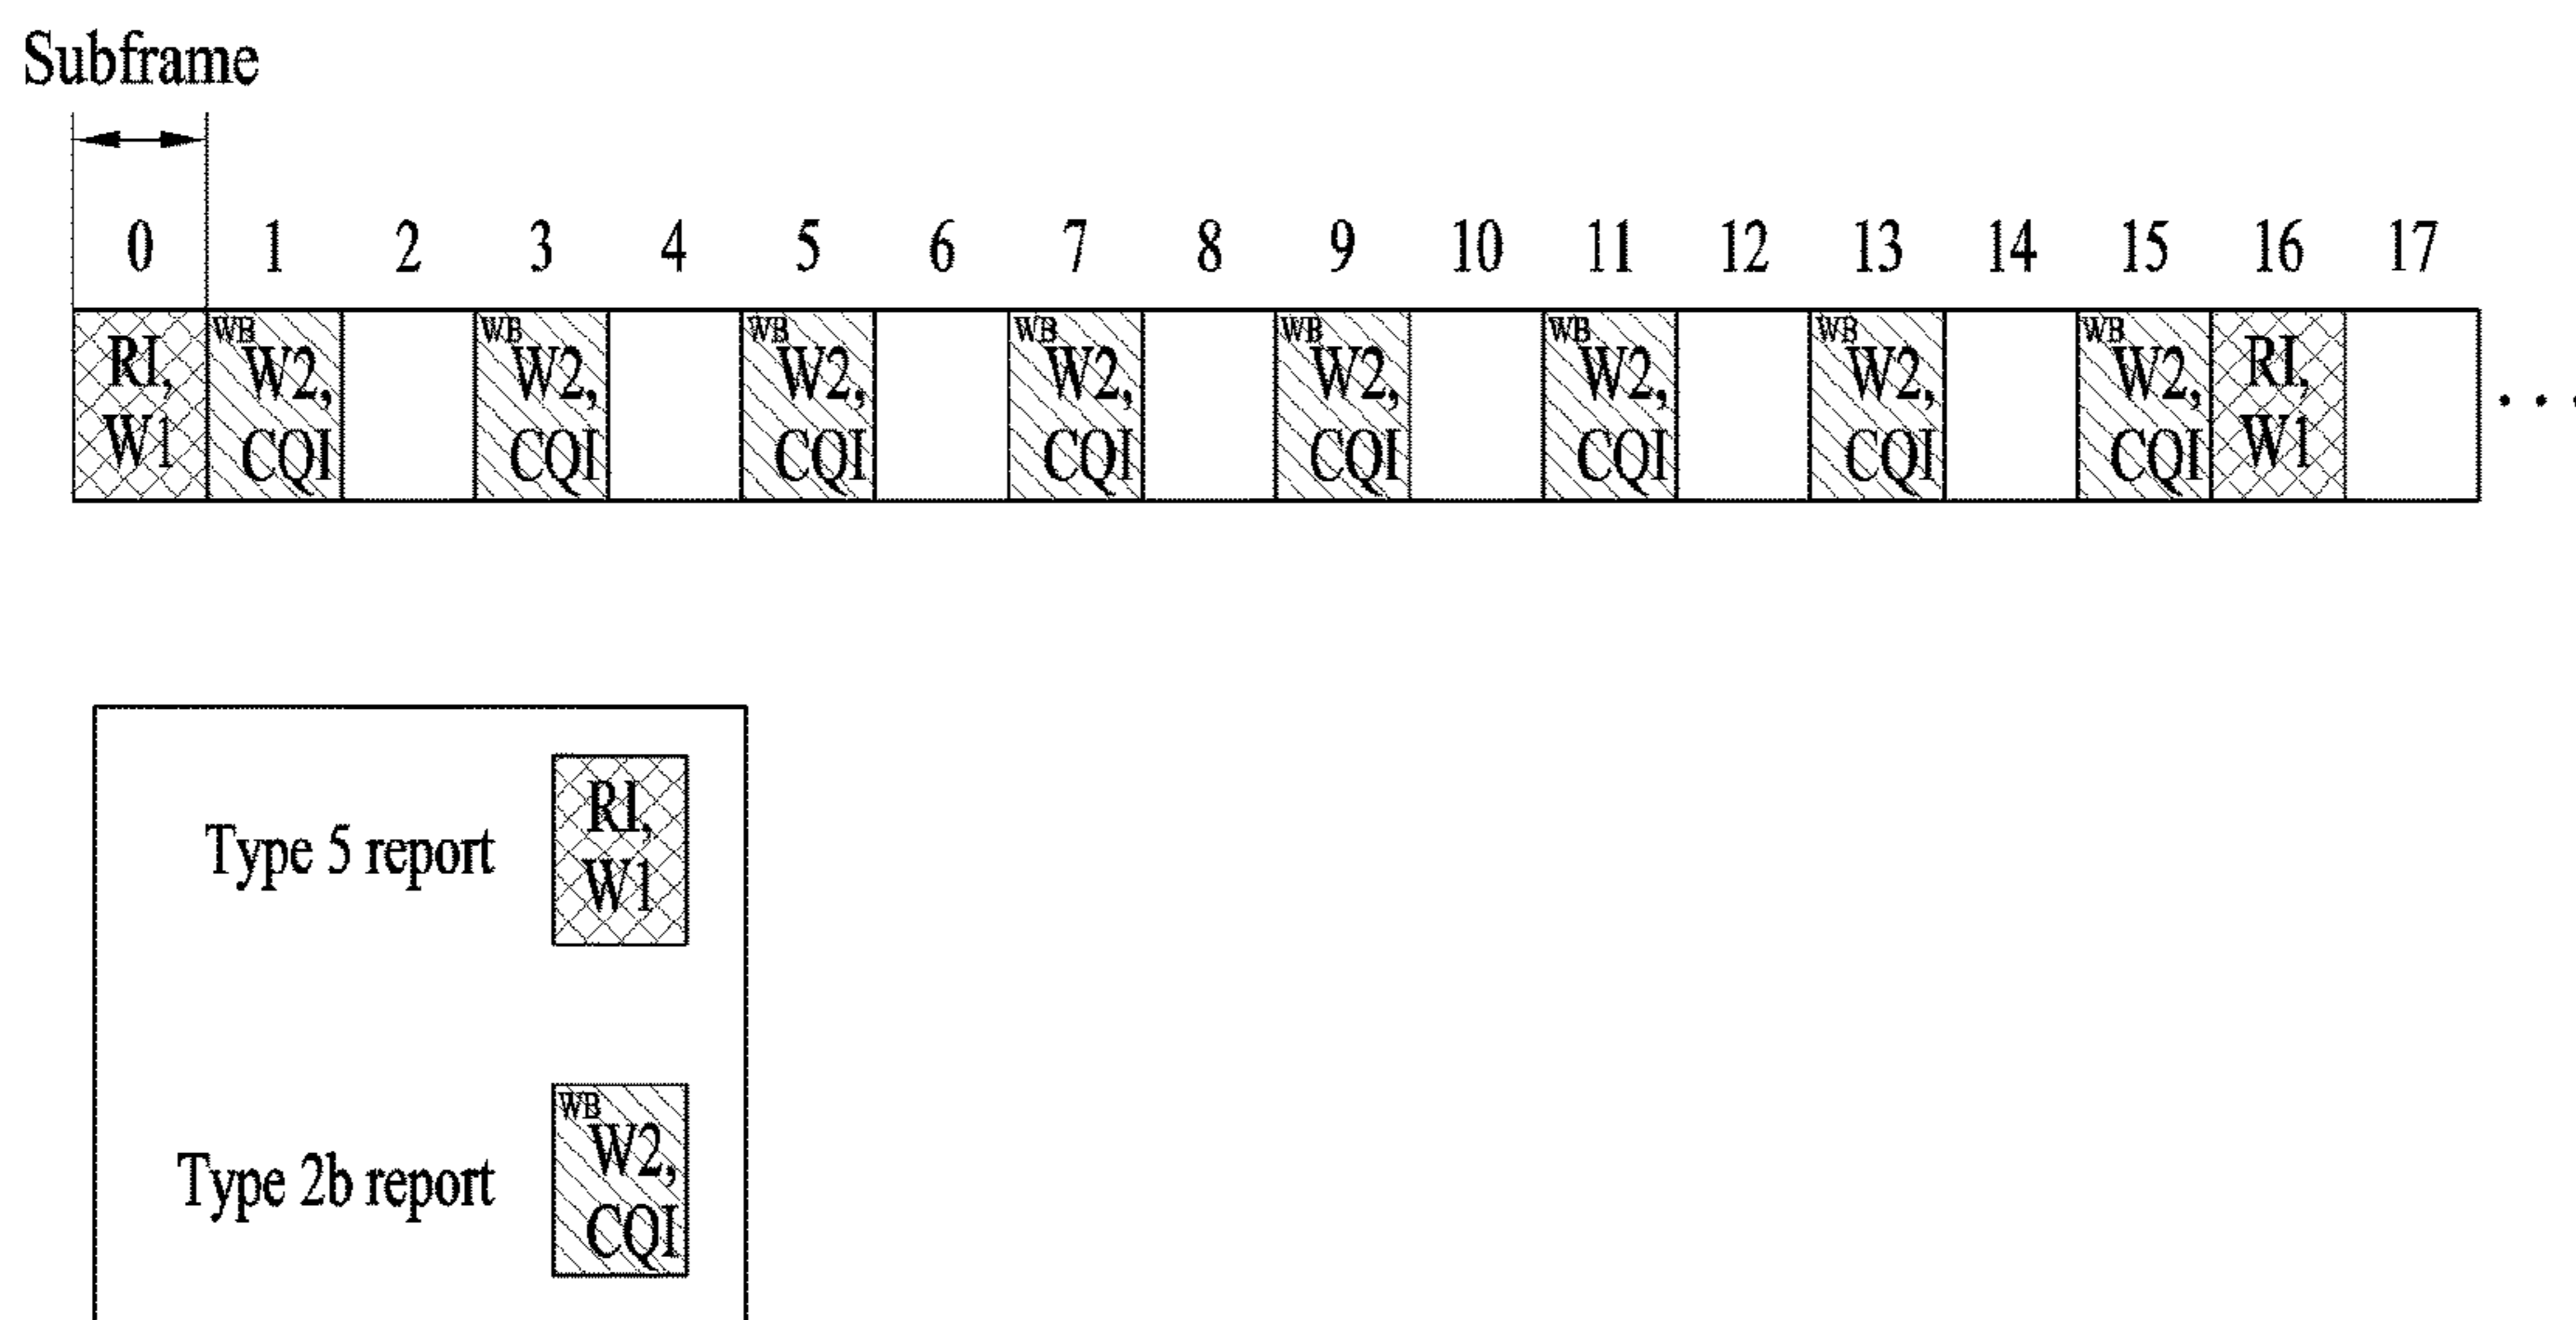 Subframe
0 1 2 3 4 5 6 7 8 9 10 11 12 13 14 15 16 17
WB WB WB WB WB WB WB WB
RI, W2, W2, W2, W2, W2, W2, W2, W2, RI,
W1 CQI CQI CQI CQI CQI CQI CQI CQI W1
...
RI,
Type 5 report
W1
WB
W2,
Type 2b report
CQI